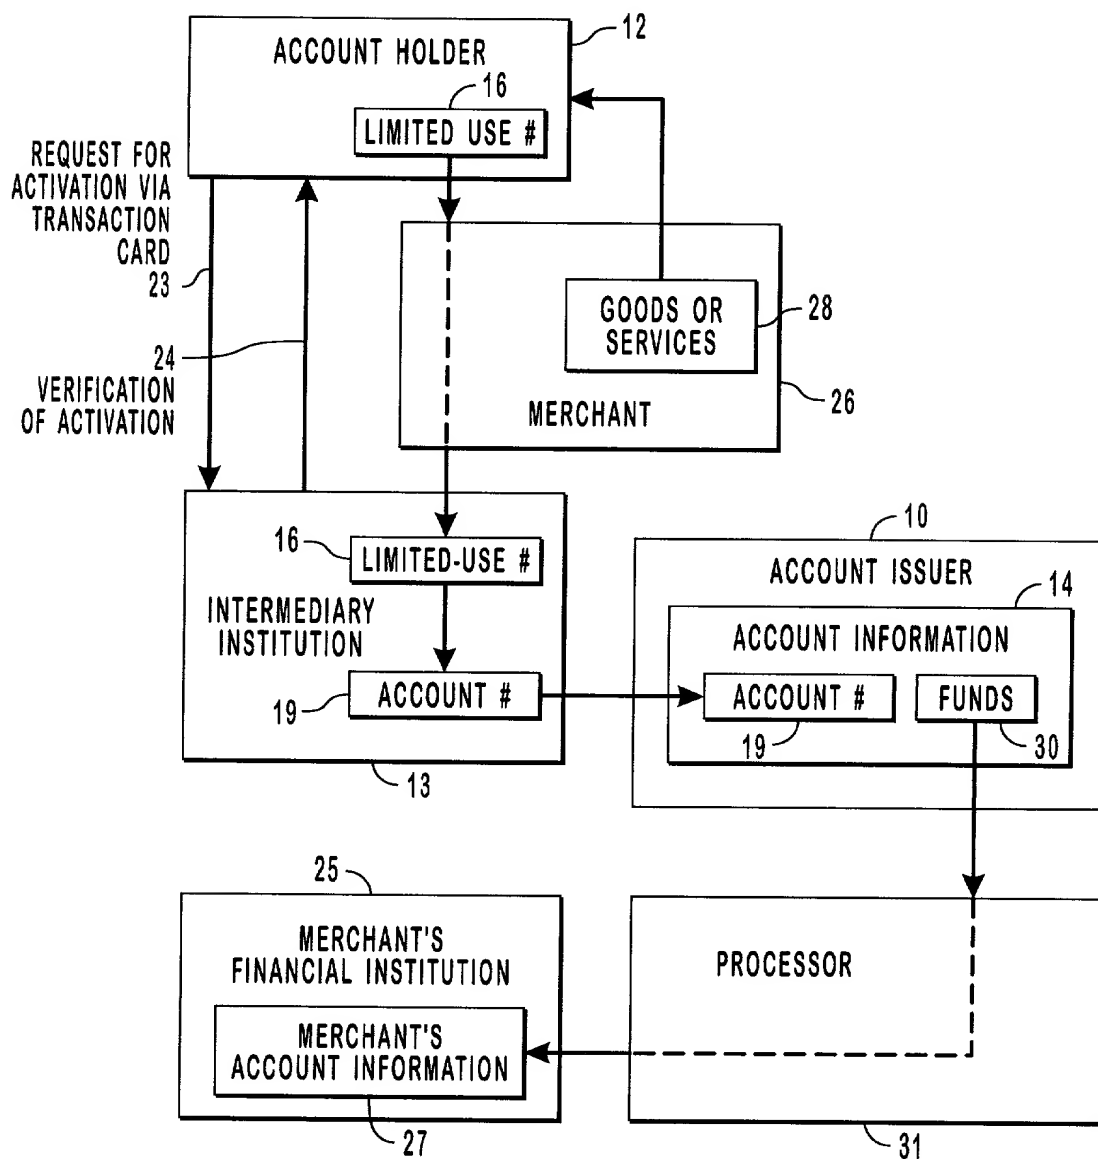 12
ACCOUNT HOLDER
16
LIMITED USE #
REQUEST FOR
ACTIVATION VIA
TRANSACTION
CARD
23
24
VERIFICATION
OF ACTIVATION
GOODS OR
SERVICES
28
MERCHANT
26
16
LIMITED-USE #
INTERMEDIARY
INSTITUTION
19
ACCOUNT #
13
10
ACCOUNT ISSUER
14
ACCOUNT INFORMATION
ACCOUNT #
FUNDS
19
30
25
MERCHANT'S
FINANCIAL INSTITUTION
MERCHANT'S
ACCOUNT INFORMATION
27
PROCESSOR
31